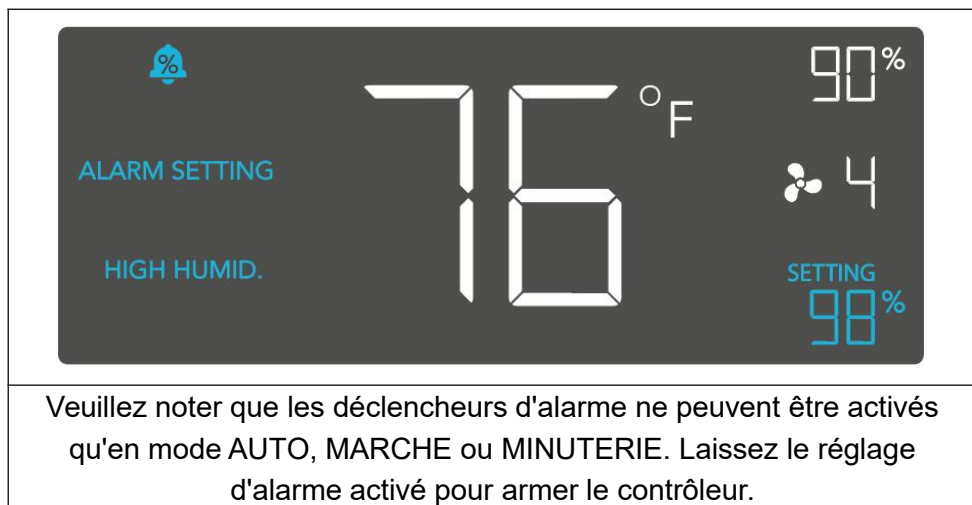 %
90%
76°F
ALARM SETTING
4
HIGH HUMID.
SETTING
98%
Veuillez noter que les déclencheurs d'alarme ne peuvent être activés
qu'en mode AUTO, MARCHE ou MINUTERIE. Laissez le réglage
d'alarme activé pour armer le contrôleur.